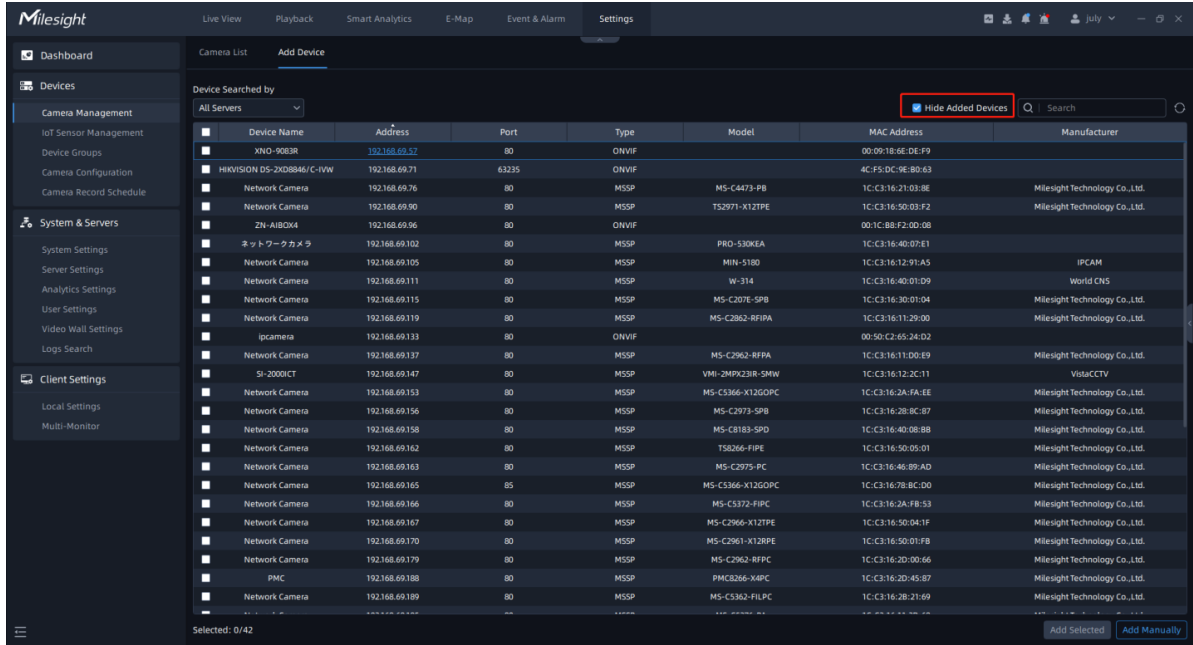 Milesight Live View Playback Smart Analytics E-Map Event & Alarm Settings july
Dashboard
Devices
Camera Management
IoT Sensor Management
Device Groups
Camera Configuration
Camera Record Schedule
System & Servers
System Settings
Server Settings
Analytics Settings
User Settings
Video Wall Settings
Logs Search
Client Settings
Local Settings
Multi-Monitor
Camera List Add Device
Device Searched by
All Servers Hide Added Devices Search
Device Name Address Port Type Model MAC Address Manufacturer
XNO-9083R 192.168.69.57 80 ONVIF 00:09:18:6E:DE:F9
HIKVISION DS-2XD8846/C-IVW 192.168.69.71 63235 ONVIF 4C:F5:DC:9E:B0:63
Network Camera 192.168.69.76 80 MSSP MS-C4473-PB 1C:C3:16:21:03:8E Milesight Technology Co.,Ltd.
Network Camera 192.168.69.90 80 MSSP TS2971-X12TPE 1C:C3:16:50:03:F2 Milesight Technology Co.,Ltd.
ZN-AIBOX4 192.168.69.96 80 ONVIF 00:1C:B8:F2:0D:08
ネットワークカメラ 192.168.69.102 80 MSSP PRO-530KEA 1C:C3:16:40:07:E1
Network Camera 192.168.69.105 80 MSSP MIN-5180 1C:C3:16:12:91:A5 IPCAM
Network Camera 192.168.69.111 80 MSSP W-314 1C:C3:16:40:01:D9 World CNS
Network Camera 192.168.69.115 80 MSSP MS-C207E-SPB 1C:C3:16:30:01:04 Milesight Technology Co.,Ltd.
Network Camera 192.168.69.119 80 MSSP MS-C2862-RFIPA 1C:C3:16:11:29:00 Milesight Technology Co.,Ltd.
ipcamera 192.168.69.133 80 ONVIF 00:50:C2:65:24:D2
Network Camera 192.168.69.137 80 MSSP MS-C2962-RFPA 1C:C3:16:11:D0:E9 Milesight Technology Co.,Ltd.
SI-2000ICT 192.168.69.147 80 MSSP VMI-2MPX23IR-SMW 1C:C3:16:12:2C:11 VistaCCTV
Network Camera 192.168.69.153 80 MSSP MS-C5366-X12GOPC 1C:C3:16:2A:FA:EE Milesight Technology Co.,Ltd.
Network Camera 192.168.69.156 80 MSSP MS-C2973-SPB 1C:C3:16:28:8C:87 Milesight Technology Co.,Ltd.
Network Camera 192.168.69.158 80 MSSP MS-C8183-SPD 1C:C3:16:40:08:BB Milesight Technology Co.,Ltd.
Network Camera 192.168.69.162 80 MSSP TS8266-FIPE 1C:C3:16:50:05:01 Milesight Technology Co.,Ltd.
Network Camera 192.168.69.163 80 MSSP MS-C2975-PC 1C:C3:16:46:89:AD Milesight Technology Co.,Ltd.
Network Camera 192.168.69.165 85 MSSP MS-C5366-X12GOPC 1C:C3:16:78:BC:D0 Milesight Technology Co.,Ltd.
Network Camera 192.168.69.166 80 MSSP MS-C5372-FIPC 1C:C3:16:2A:FB:53 Milesight Technology Co.,Ltd.
Network Camera 192.168.69.167 80 MSSP MS-C2966-X12TPE 1C:C3:16:50:04:1F Milesight Technology Co.,Ltd.
Network Camera 192.168.69.170 80 MSSP MS-C2961-X12RPE 1C:C3:16:50:01:FB Milesight Technology Co.,Ltd.
Network Camera 192.168.69.179 80 MSSP MS-C2962-RFPC 1C:C3:16:2D:00:66 Milesight Technology Co.,Ltd.
PMC 192.168.69.188 80 MSSP PMC8266-X4PC 1C:C3:16:2D:45:87 Milesight Technology Co.,Ltd.
Network Camera 192.168.69.189 80 MSSP MS-C5362-FILPC 1C:C3:16:2B:21:69 Milesight Technology Co.,Ltd.
Selected: 0/42 Add Selected Add Manually